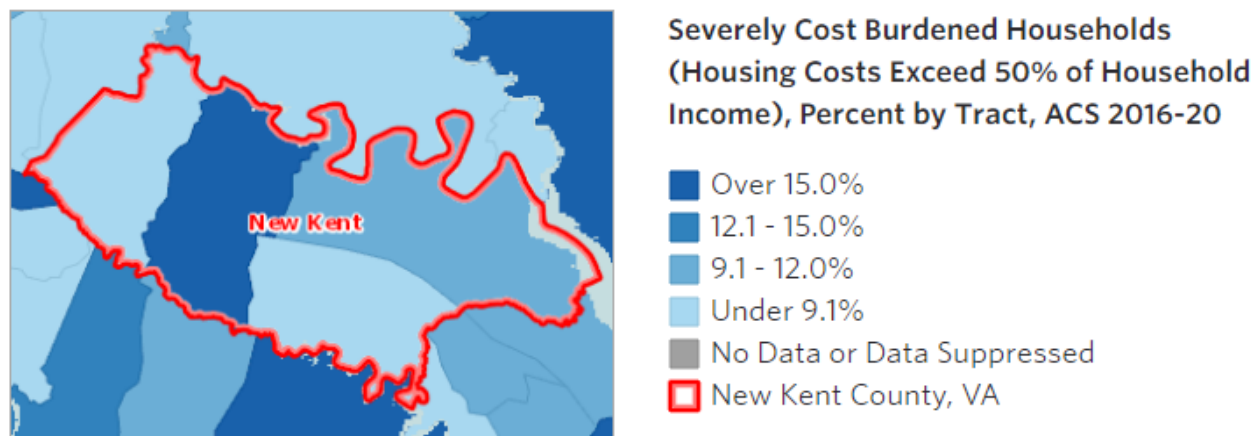 New Kent
Severely Cost Burdened Households
(Housing Costs Exceed 50% of Household
Income), Percent by Tract, ACS 2016-20
Over 15.0%
12.1 - 15.0%
9.1 - 12.0%
Under 9.1%
No Data or Data Suppressed
New Kent County, VA